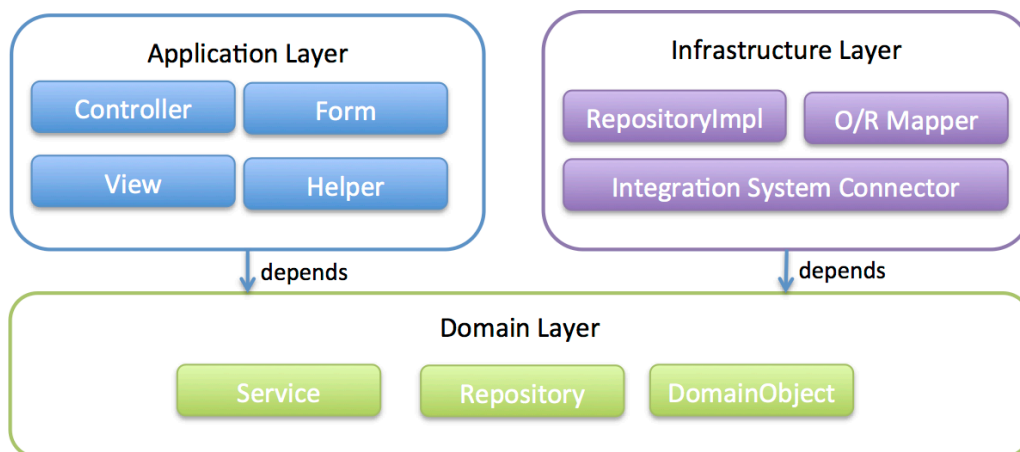 Application Layer
Controller
Form
View
Helper
Infrastructure Layer
RepositoryImpl
O/R Mapper
Integration System Connector
depends
depends
Domain Layer
Service
Repository
DomainObject